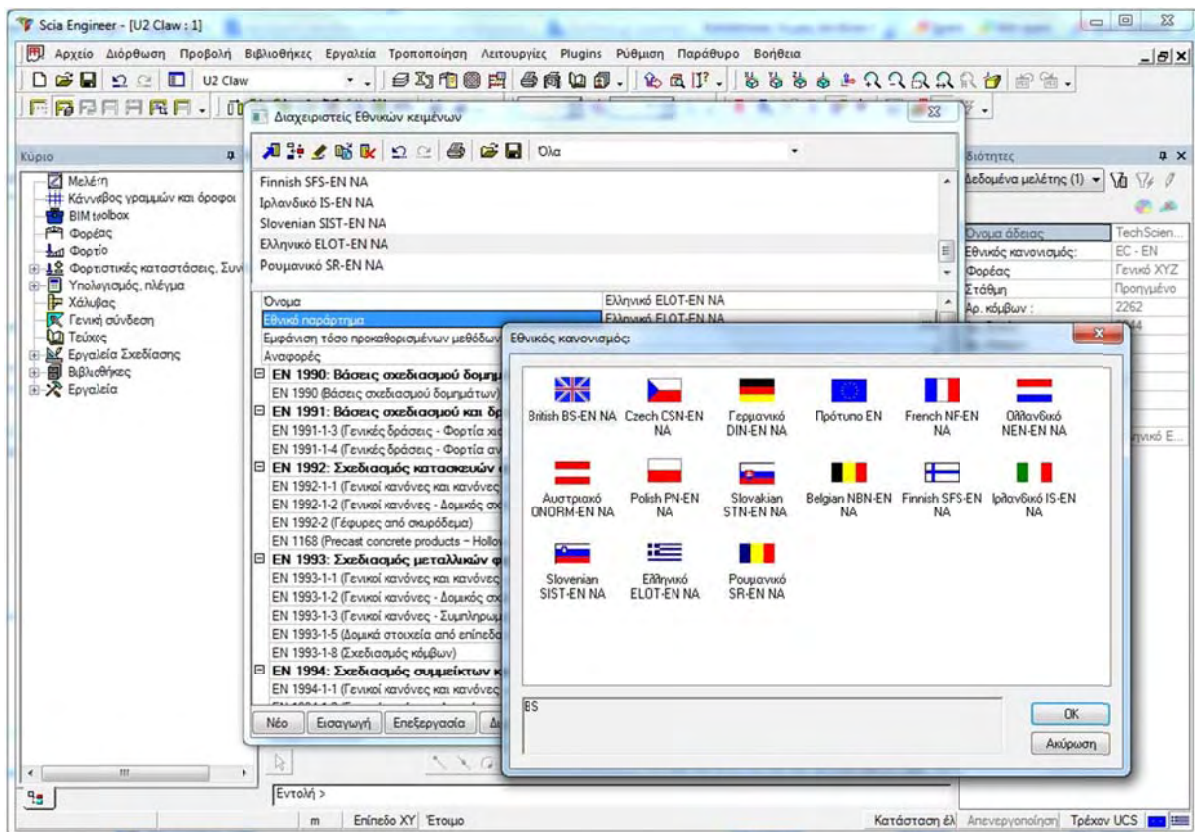 Scia Engineer - [U2 Claw : 1]
Αρχείο Διόρθωση Προβολή Βιβλιοθήκες Εργαλεία Τροποποίηση Λειτουργίες Plugins Ρύθμιση Παράθυρο Βοήθεια
U2 Claw
Κύριο
Μελέτη
Κάνναβος γραμμών και όροφοι
BIM toolbox
Φορέας
Φορτίο
Φορτιστικές καταστάσεις, Συν
Υπολογισμός, πλέγμα
Χάλυβας
Γενική σύνδεση
Τεύχος
Εργαλεία Σχεδίασης
Βιβλιοθήκες
Εργαλεία
Διαχειριστείς Εθνικών κειμένων
Όλα
Finnish SFS-EN NA
Ιρλανδικό IS-EN NA
Slovenian SIST-EN NA
Ελληνικό ELOT-EN NA
Ρουμανικό SR-EN NA
Όνομα Ελληνικό ELOT-EN NA
Εθνικό παράρτημα Ελληνικό ELOT-EN NA
Εμφάνιση τόσο προκαθορισμένων μεθόδων
Αναφορές
EN 1990: Βάσεις σχεδιασμού δομημ
EN 1990 (Βάσεις σχεδιασμού δομημάτων)
EN 1991: Βάσεις σχεδιασμού και δρ
EN 1991-1-3 (Γενικές δράσεις - Φορτία χιο
EN 1991-1-4 (Γενικές δράσεις - Φορτία αν
EN 1992: Σχεδιασμός κατασκευών
EN 1992-1-1 (Γενικοί κανόνες και κανόνες
EN 1992-1-2 (Γενικοί κανόνες - Δομικός σχ
EN 1992-2 (Γέφυρες από σκυρόδεμα)
EN 1168 (Precast concrete products – Hollo
EN 1993: Σχεδιασμός μεταλλικών φ
EN 1993-1-1 (Γενικοί κανόνες και κανόνες
EN 1993-1-2 (Γενικοί κανόνες - Δομικός σχ
EN 1993-1-3 (Γενικοί κανόνες - Συμπληρωμ
EN 1993-1-5 (Δομικά στοιχεία από επίπεδα
EN 1993-1-8 (Σχεδιασμός κόμβων)
EN 1994: Σχεδιασμός συμμείκτων κ
EN 1994-1-1 (Γενικοί κανόνες και κανόνες
Νέο Εισαγωγή Επεξεργασία
Εθνικός κανονισμός:
British BS-EN NA
Czech CSN-EN NA
Γερμανικό DIN-EN NA
Πρότυπο EN
French NF-EN NA
Ολλανδικό NEN-EN NA
Αυστριακό ONORM-EN NA
Polish PN-EN NA
Slovakian STN-EN NA
Belgian NBN-EN NA
Finnish SFS-EN NA
Ιρλανδικό IS-EN NA
Slovenian SIST-EN NA
Ελληνικό ELOT-EN NA
Ρουμανικό SR-EN NA
BS
OK
Ακύρωση
διότητες
Δεδομένα μελέτης (1)
Όνομα άδειας TechScien...
Εθνικός κανονισμός: EC - EN
Φορέας Γενικό XYZ
Στάθμη Προηγμένο
Αρ. κόμβων : 2262
ηνικό Ε...
Εντολή >
m Επίπεδο XY Έτοιμο Κατάσταση έλ Απενεργοποίηση Τρέχον UCS